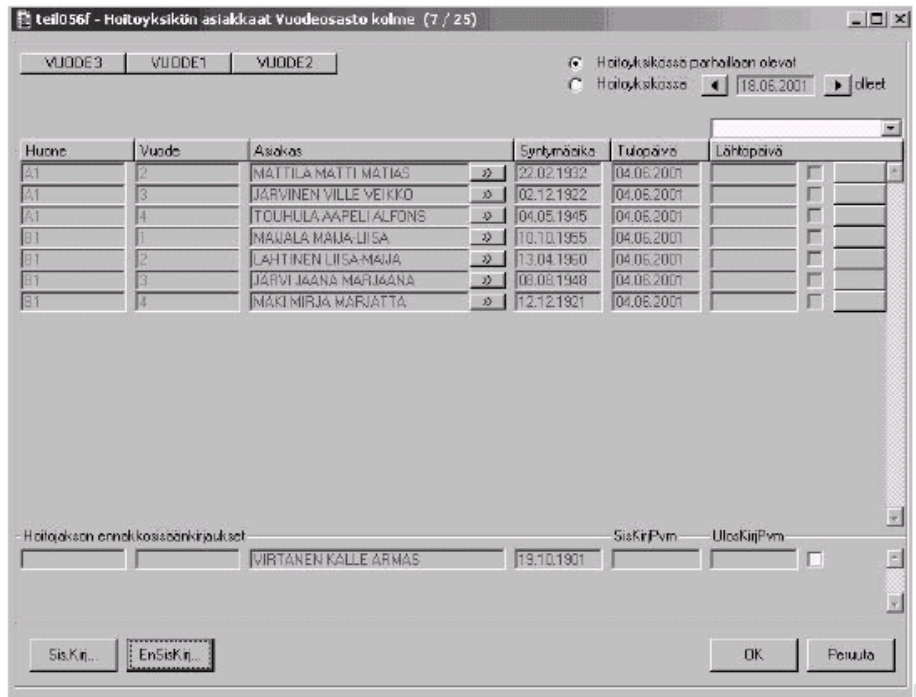 teil056f - Hoitoyksikön asiakkaat Vuodeosasto kolme (7 / 25)
VUODE3 VUODE1 VUODE2
Hoitoyksikössä parhaillaan olevat
Hoitoyksikössä 18.06.2001 olleet
Huone Vuode Asiakas Syntymäaika Tulopäivä Lähtöpäivä
A1 2 MATTILA MATTI MATIAS » 22.02.1932 04.06.2001
A1 3 JÄRVINEN VILLE VEIKKO » 02.12.1922 04.06.2001
A1 4 TOUHULA AAPELI ALFONS » 04.05.1945 04.06.2001
B1 1 MAIJALA MAIJA-LIISA » 10.10.1955 04.06.2001
B1 2 LAHTINEN LIISA-MAIJA » 13.04.1960 04.06.2001
B1 3 JÄRVI JAANA MARJAANA » 08.08.1948 04.06.2001
B1 4 MÄKI MIRJA MARJATTA » 12.12.1921 04.06.2001
Hoitojakson ennakkosisäänkirjaukset SisKirjPvm UlosKirjPvm
VIRTANEN KALLE ARMAS 19.10.1901
Sis.Kirj... EnSisKirj... OK Peruuta